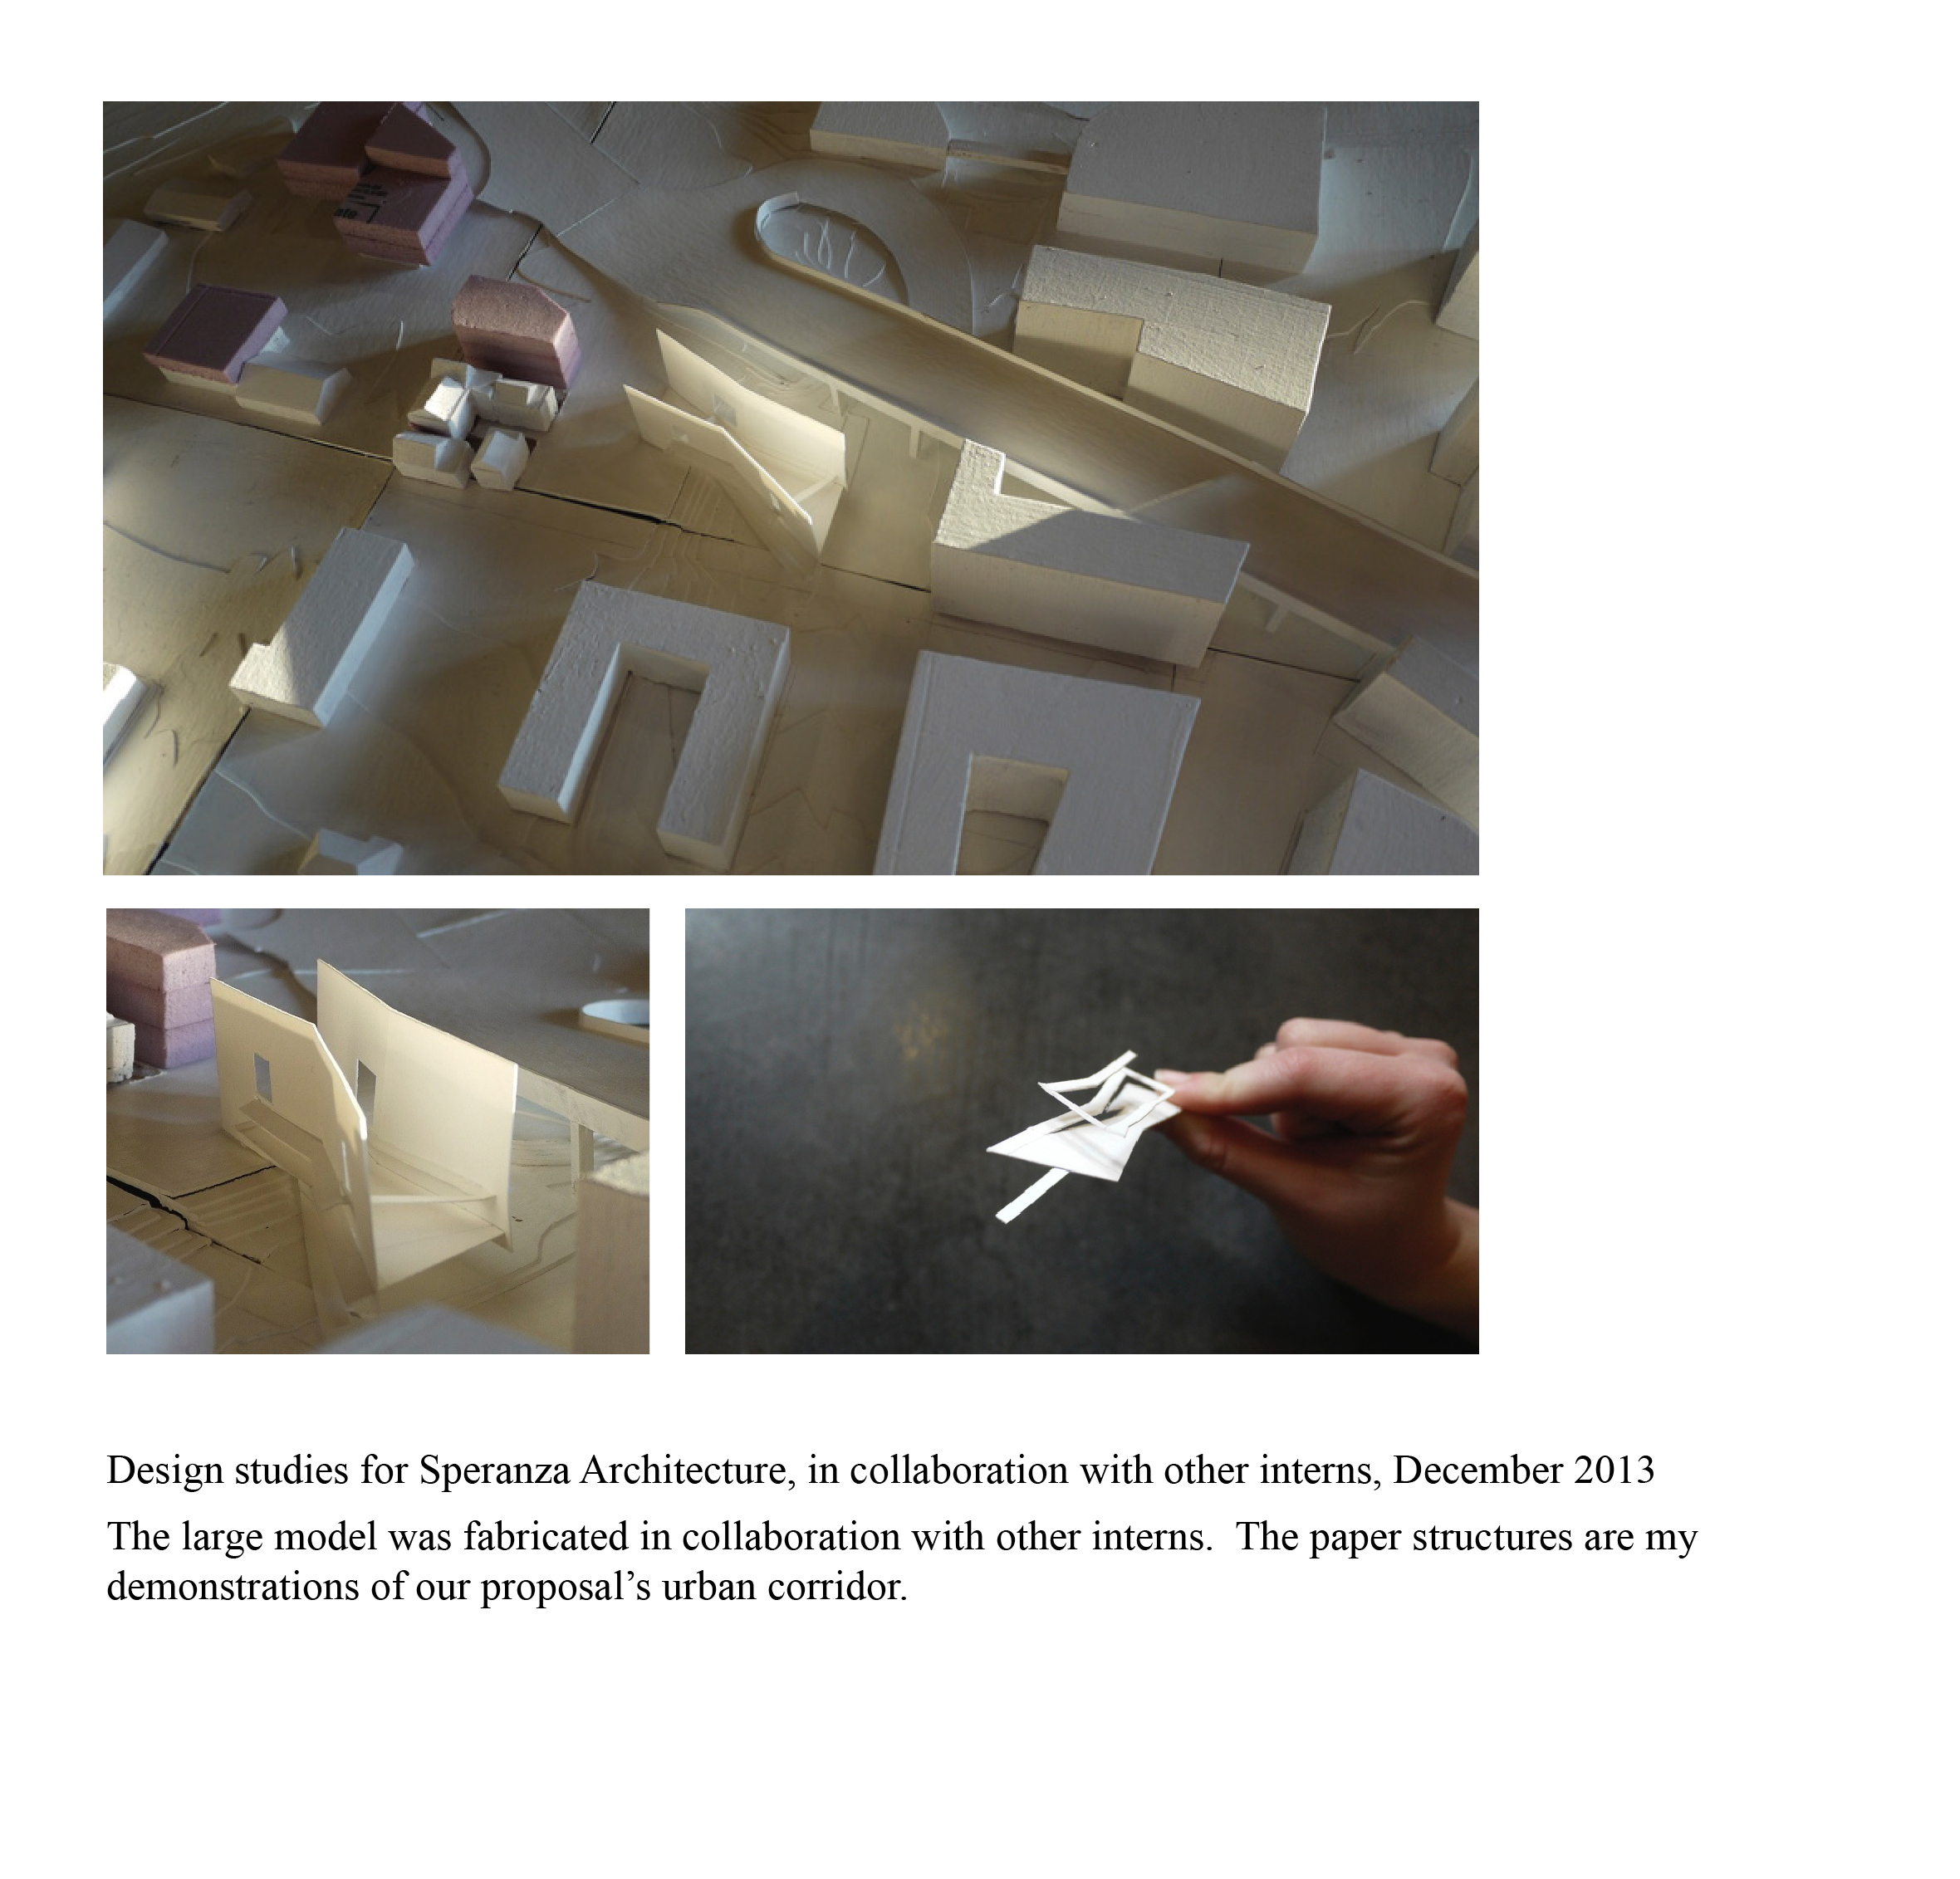 ate
Design studies for Speranza Architecture, in collaboration with other interns, December 2013
The large model was fabricated in collaboration with other interns.  The paper structures are my
demonstrations of our proposal’s urban corridor.